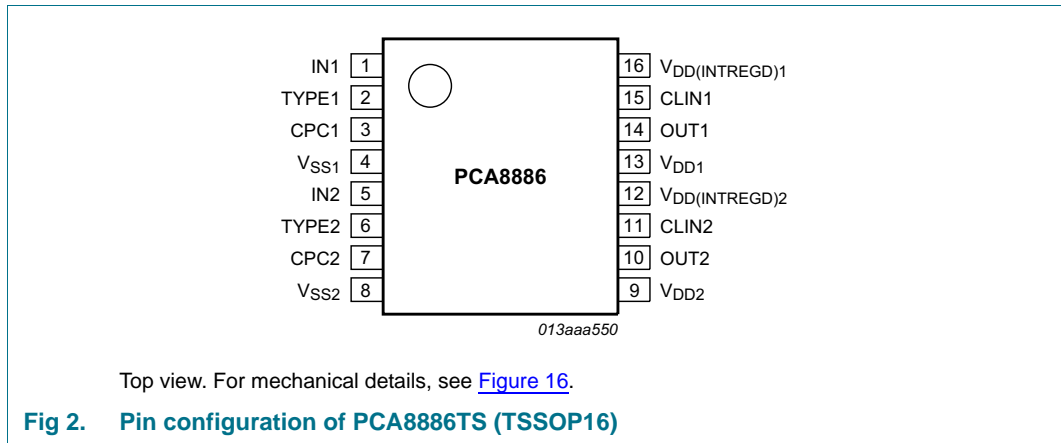 IN1 1 16 VDD(INTREGD)1
TYPE1 2 15 CLIN1
CPC1 3 14 OUT1
VSS1 4 13 VDD1
PCA8886
IN2 5 12 VDD(INTREGD)2
TYPE2 6 11 CLIN2
CPC2 7 10 OUT2
VSS2 8 9 VDD2
013aaa550
Top view. For mechanical details, see Figure 16.
Fig 2. Pin configuration of PCA8886TS (TSSOP16)